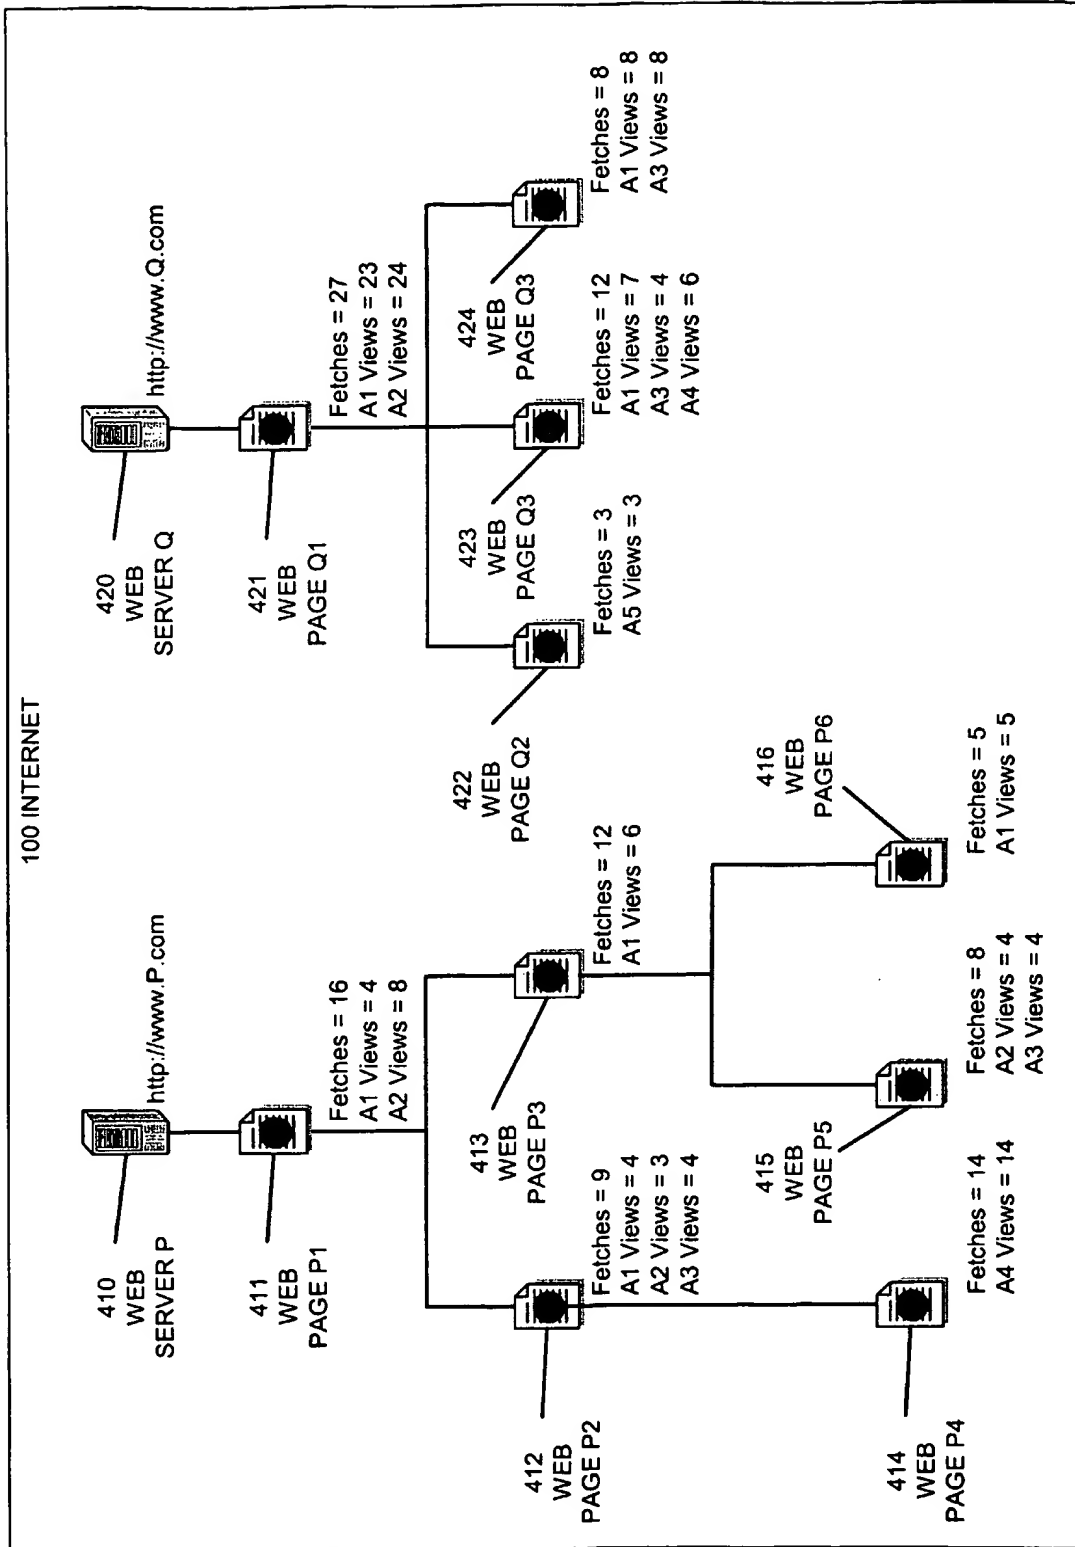 100 INTERNET
410
WEB
SERVER P
http://www.P.com
411
WEB
PAGE P1
Fetches = 16
A1 Views = 4
A2 Views = 8
412
WEB
PAGE P2
Fetches = 9
A1 Views = 4
A2 Views = 3
A3 Views = 4
413
WEB
PAGE P3
Fetches = 12
A1 Views = 6
414
WEB
PAGE P4
Fetches = 14
A4 Views = 14
415
WEB
PAGE P5
Fetches = 8
A2 Views = 4
A3 Views = 4
416
WEB
PAGE P6
Fetches = 5
A1 Views = 5
420
WEB
SERVER Q
http://www.Q.com
421
WEB
PAGE Q1
Fetches = 27
A1 Views = 23
A2 Views = 24
422
WEB
PAGE Q2
Fetches = 3
A5 Views = 3
423
WEB
PAGE Q3
Fetches = 12
A1 Views = 7
A3 Views = 4
A4 Views = 6
424
WEB
PAGE Q3
Fetches = 8
A1 Views = 8
A3 Views = 8